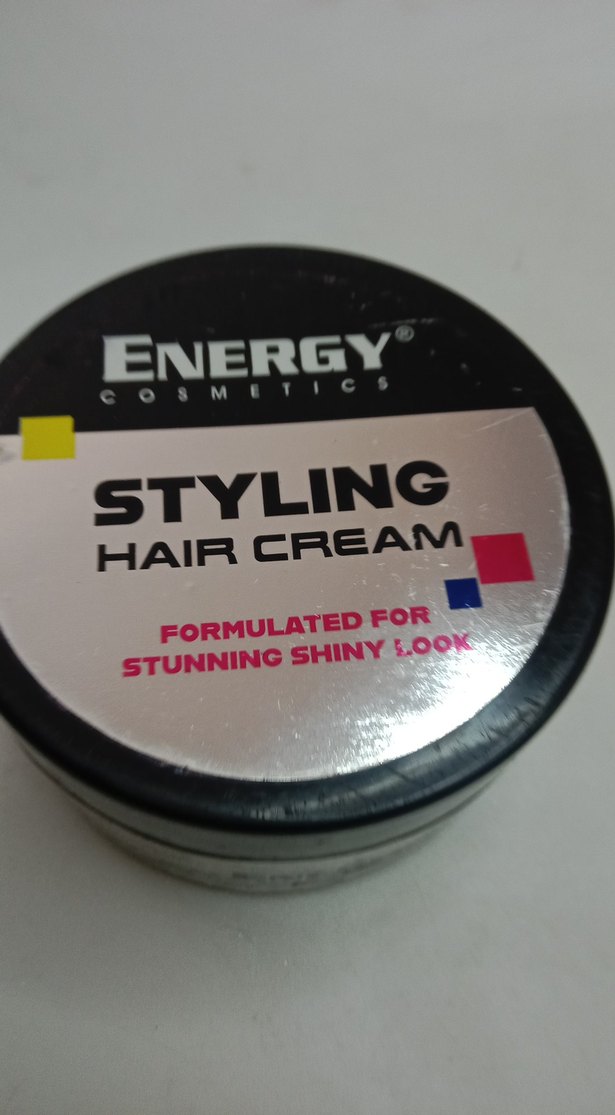 ENERGY®
COSMETICS
STYLING
HAIR CREAM
FORMULATED FOR
STUNNING SHINY LOOK